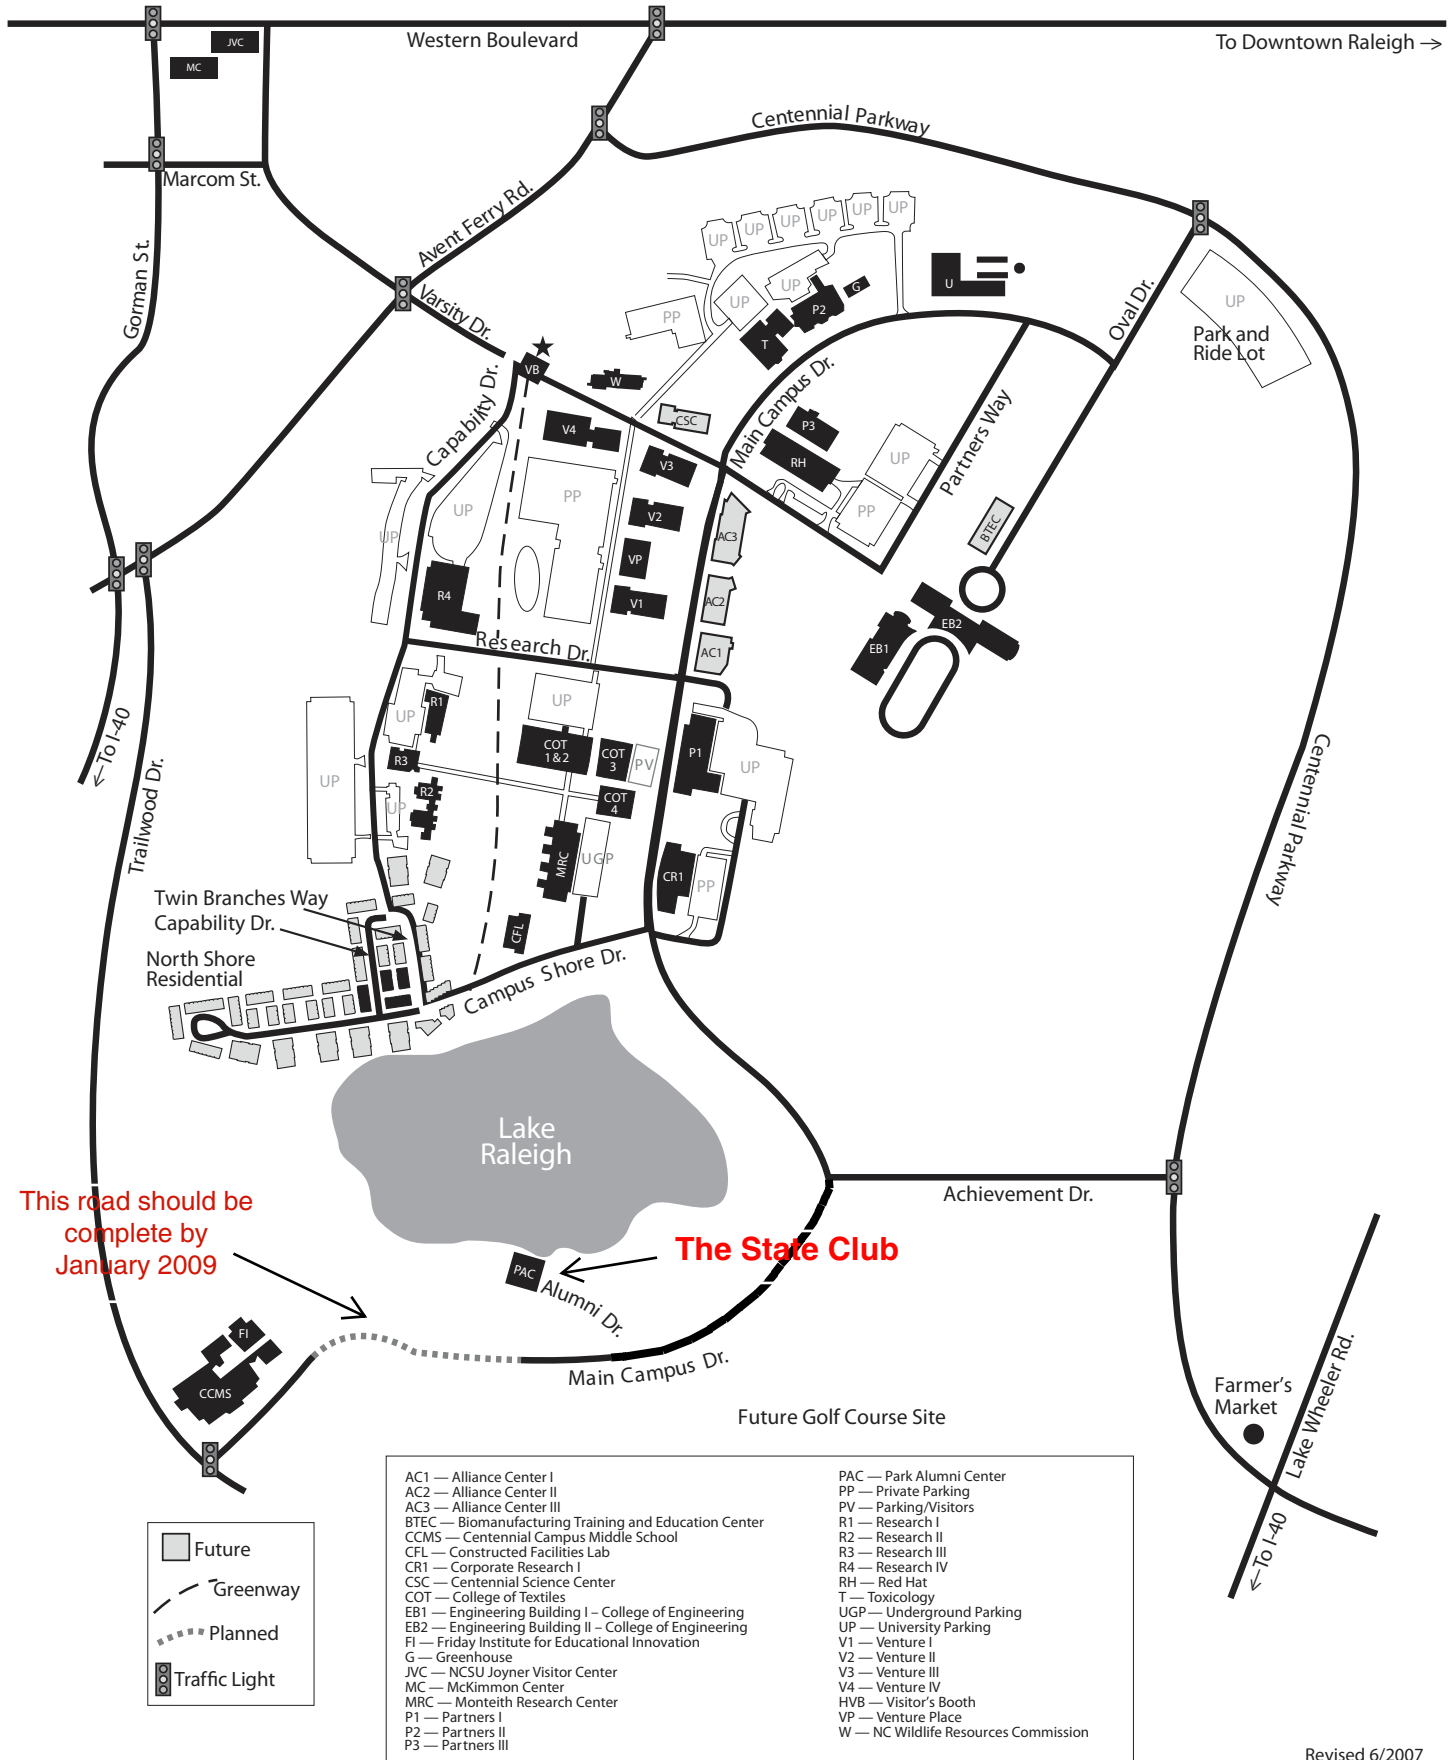 Western Boulevard
To Downtown Raleigh →
JVC
MC
Centennial Parkway
Marcom St.
Avent Ferry Rd.
Gorman St.
Varsity Dr.
UP
UP
UP
UP
UP
UP
UP
UP
PP
P2
G
U
T
Oval Dr.
UP
Park and
Ride Lot
VB
W
CSC
Capability Dr.
Main Campus Dr.
Partners Way
V4
V3
P3
RH
UP
PP
UP
UP
PP
V2
AC3
BTEC
VP
R4
V1
AC2
EB2
EB1
Research Dr.
AC1
UP
R1
UP
←To I-40
Trailwood Dr.
UP
R3
COT
1&2
COT
3
PV
P1
UP
R2
UP
COT
4
Centennial Parkway
MRC
UGP
CR1
PP
Twin Branches Way
Capability Dr.
CFL
North Shore
Residential
Campus Shore Dr.
Lake
Raleigh
Achievement Dr.
This road should be
complete by
January 2009
The State Club
PAC
Alumni Dr.
FI
CCMS
Main Campus Dr.
Farmer's
Market
Lake Wheeler Rd.
Future Golf Course Site
←To I-40
Future
Greenway
Planned
Traffic Light
AC1 — Alliance Center I
AC2 — Alliance Center II
AC3 — Alliance Center III
BTEC — Biomanufacturing Training and Education Center
CCMS — Centennial Campus Middle School
CFL — Constructed Facilities Lab
CR1 — Corporate Research I
CSC — Centennial Science Center
COT — College of Textiles
EB1 — Engineering Building I – College of Engineering
EB2 — Engineering Building II – College of Engineering
FI — Friday Institute for Educational Innovation
G — Greenhouse
JVC — NCSU Joyner Visitor Center
MC — McKimmon Center
MRC — Monteith Research Center
P1 — Partners I
P2 — Partners II
P3 — Partners III
PAC — Park Alumni Center
PP — Private Parking
PV — Parking/Visitors
R1 — Research I
R2 — Research II
R3 — Research III
R4 — Research IV
RH — Red Hat
T — Toxicology
UGP — Underground Parking
UP — University Parking
V1 — Venture I
V2 — Venture II
V3 — Venture III
V4 — Venture IV
HVB — Visitor's Booth
VP — Venture Place
W — NC Wildlife Resources Commission
Revised 6/2007